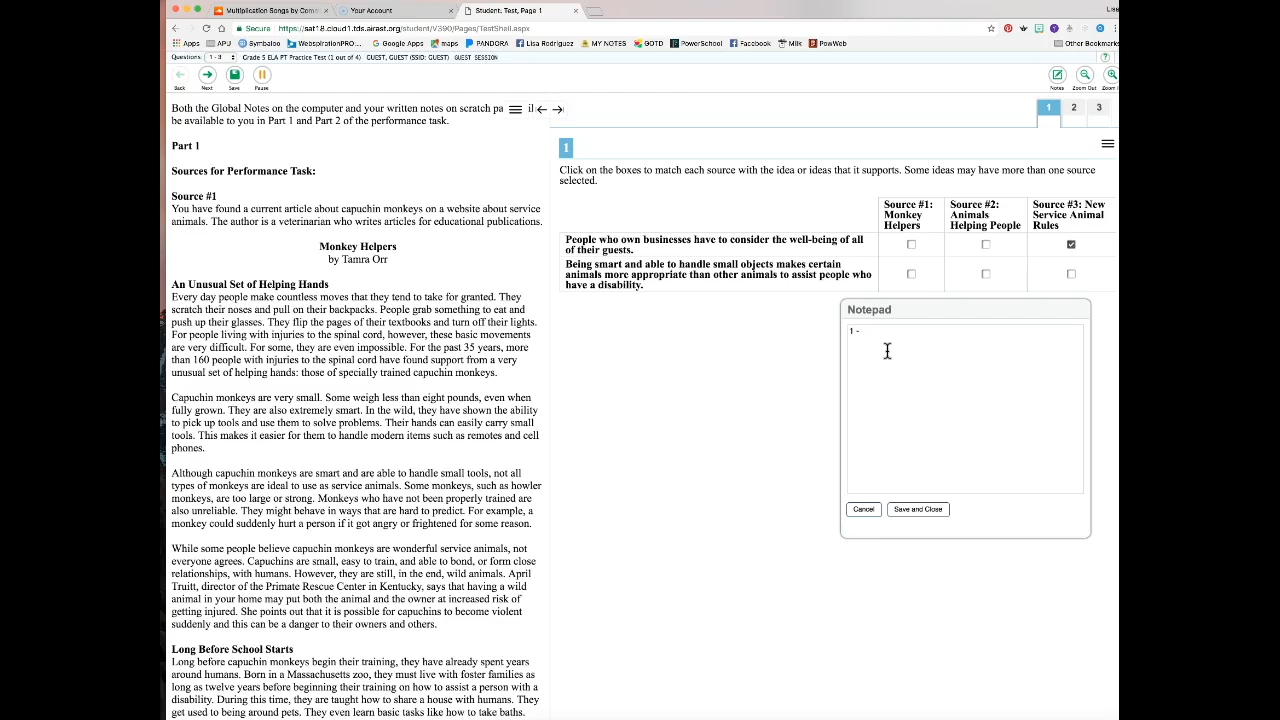 Multiplication Songs by Com
Your Account
Student: Test, Page 1
Lisa
Secure https://sat18.cloud1.tds.airast.org/student/V390/Pages/TestShell.aspx
Apps APU Symbaloo WebspirationPRO... Google Apps maps PANDORA Lisa Rodriguez MY NOTES GOTD PowerSchool Facebook Milk PowWeb Other Bookmarks
Questions: 1 - 3 Grade 5 ELA PT Practice Test (1 out of 4) GUEST, GUEST (SSID: GUEST) GUEST SESSION
Back Next Save Pause Notes Zoom Out Zoom I
Both the Global Notes on the computer and your written notes on scratch pa il
be available to you in Part 1 and Part 2 of the performance task.
Part 1
Sources for Performance Task:
Source #1
You have found a current article about capuchin monkeys on a website about service
animals. The author is a veterinarian who writes articles for educational publications.
Monkey Helpers
by Tamra Orr
An Unusual Set of Helping Hands
Every day people make countless moves that they tend to take for granted. They
scratch their noses and pull on their backpacks. People grab something to eat and
push up their glasses. They flip the pages of their textbooks and turn off their lights.
For people living with injuries to the spinal cord, however, these basic movements
are very difficult. For some, they are even impossible. For the past 35 years, more
than 160 people with injuries to the spinal cord have found support from a very
unusual set of helping hands: those of specially trained capuchin monkeys.
Capuchin monkeys are very small. Some weigh less than eight pounds, even when
fully grown. They are also extremely smart. In the wild, they have shown the ability
to pick up tools and use them to solve problems. Their hands can easily carry small
tools. This makes it easier for them to handle modern items such as remotes and cell
phones.
Although capuchin monkeys are smart and are able to handle small tools, not all
types of monkeys are ideal to use as service animals. Some monkeys, such as howler
monkeys, are too large or strong. Monkeys who have not been properly trained are
also unreliable. They might behave in ways that are hard to predict. For example, a
monkey could suddenly hurt a person if it got angry or frightened for some reason.
While some people believe capuchin monkeys are wonderful service animals, not
everyone agrees. Capuchins are small, easy to train, and able to bond, or form close
relationships, with humans. However, they are still, in the end, wild animals. April
Truitt, director of the Primate Rescue Center in Kentucky, says that having a wild
animal in your home may put both the animal and the owner at increased risk of
getting injured. She points out that it is possible for capuchins to become violent
suddenly and this can be a danger to their owners and others.
Long Before School Starts
Long before capuchin monkeys begin their training, they have already spent years
around humans. Born in a Massachusetts zoo, they must live with foster families as
long as twelve years before beginning their training on how to assist a person with a
disability. During this time, they are taught how to share a house with humans. They
get used to being around pets. They even learn basic tasks like how to take baths.
1 2 3
1
Click on the boxes to match each source with the idea or ideas that it supports. Some ideas may have more than one source
selected.
Source #1: Monkey Helpers
Source #2: Animals Helping People
Source #3: New Service Animal Rules
People who own businesses have to consider the well-being of all
of their guests.
Being smart and able to handle small objects makes certain
animals more appropriate than other animals to assist people who
have a disability.
Notepad
1 -
Cancel Save and Close